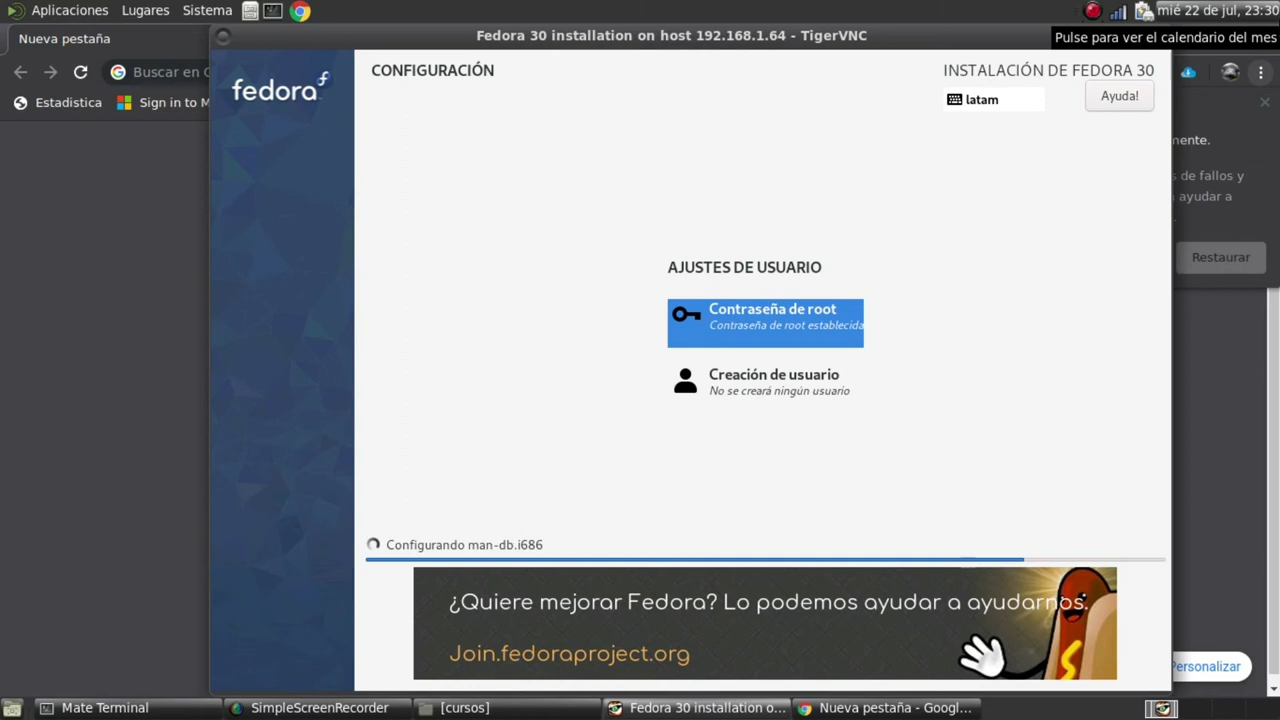 Aplicaciones Lugares Sistema
mié 22 de jul, 23:30
Nueva pestaña
Fedora 30 installation on host 192.168.1.64 - TigerVNC
Pulse para ver el calendario del mes
Buscar en G
Estadistica
Sign in to M
fedora
CONFIGURACIÓN
INSTALACIÓN DE FEDORA 30
latam
Ayuda!
mente.
s de fallos y
ayudar a
Restaurar
AJUSTES DE USUARIO
Contraseña de root
Contraseña de root establecida
Creación de usuario
No se creará ningún usuario
Configurando man-db.i686
¿Quiere mejorar Fedora? Lo podemos ayudar a ayudarnos.
Join.fedoraproject.org
Personalizar
Mate Terminal
SimpleScreenRecorder
[cursos]
Fedora 30 installation o...
Nueva pestaña - Googl...